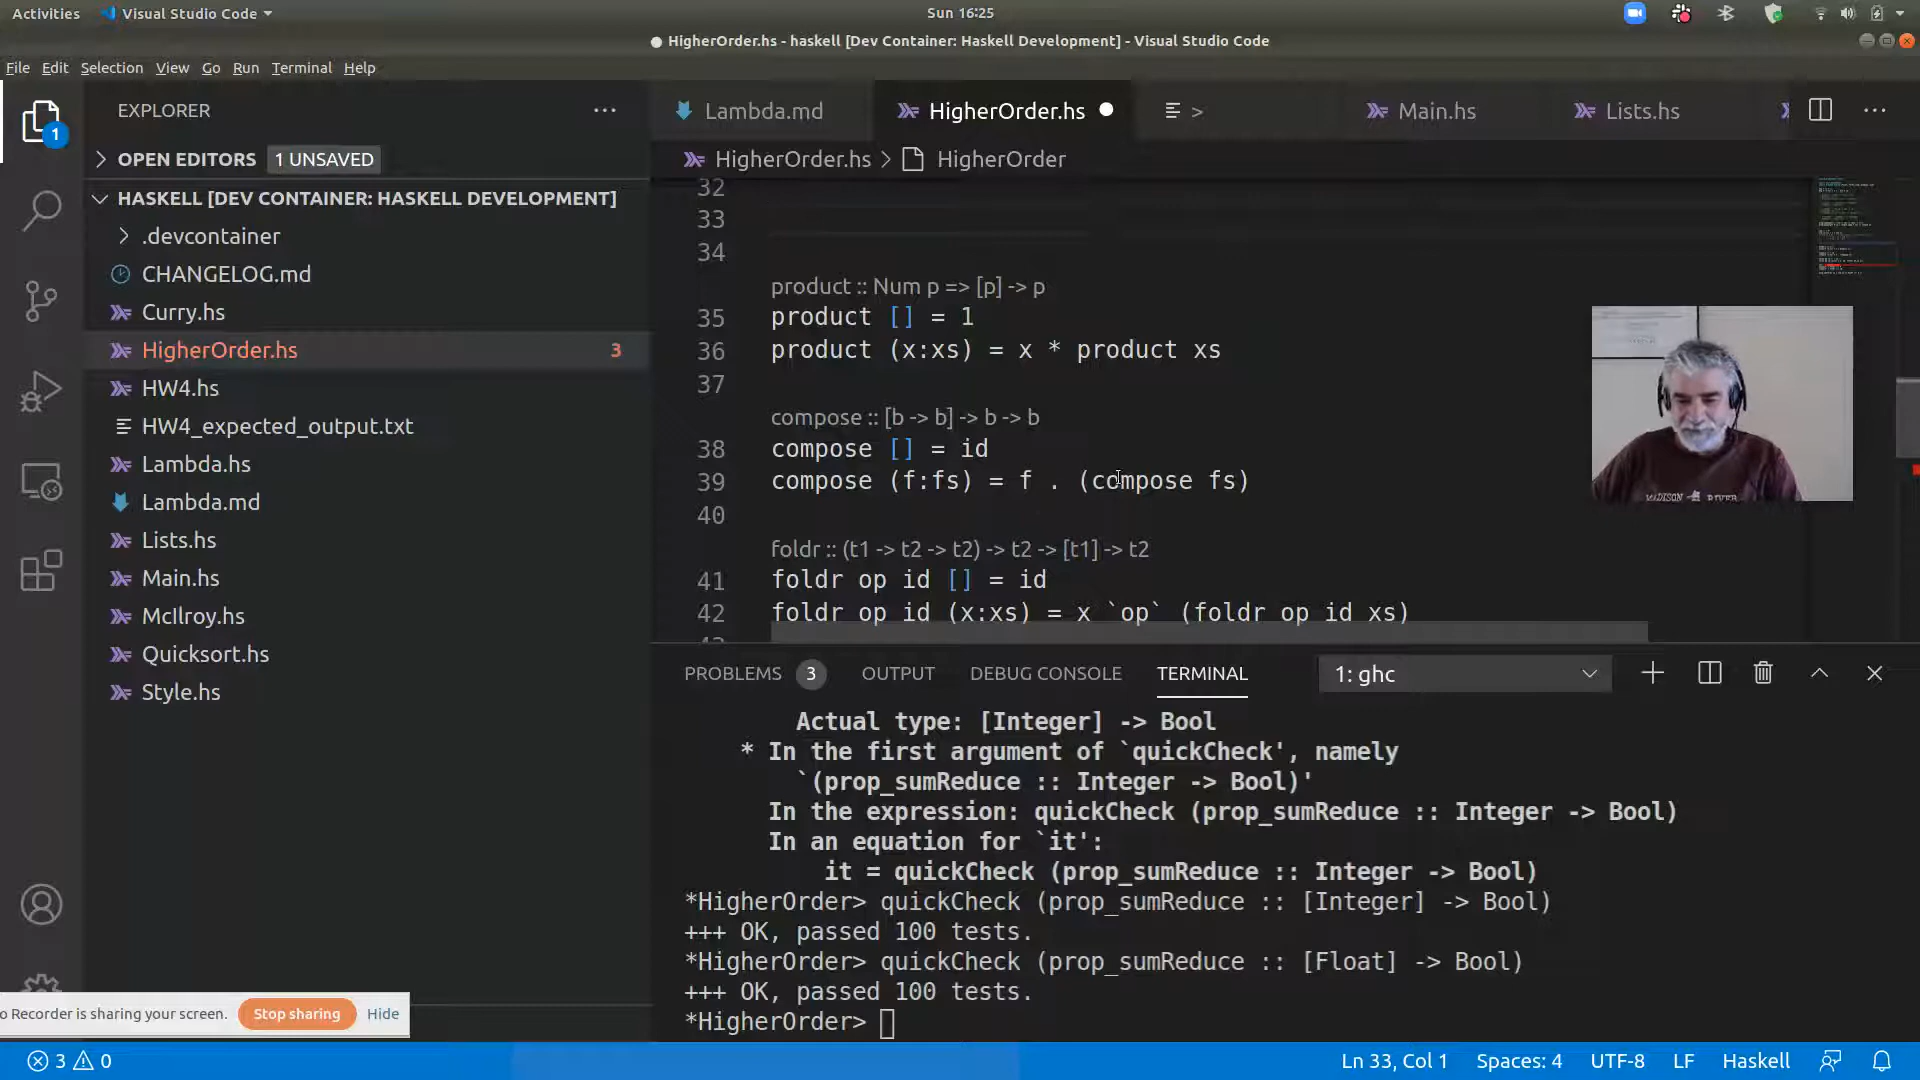 Activities
Visual Studio Code
Sun 16:25
HigherOrder.hs - haskell [Dev Container: Haskell Development] - Visual Studio Code
File Edit Selection View Go Run Terminal Help
EXPLORER
Lambda.md
HigherOrder.hs
>
Main.hs
Lists.hs
OPEN EDITORS 1 UNSAVED
HigherOrder.hs > HigherOrder
HASKELL [DEV CONTAINER: HASKELL DEVELOPMENT]
.devcontainer
CHANGELOG.md
Curry.hs
HigherOrder.hs 3
HW4.hs
HW4_expected_output.txt
Lambda.hs
Lambda.md
Lists.hs
Main.hs
McIlroy.hs
Quicksort.hs
Style.hs
1
32
33
34
product :: Num p => [p] -> p
35 product [] = 1
36 product (x:xs) = x * product xs
37
compose :: [b -> b] -> b -> b
38 compose [] = id
39 compose (f:fs) = f . (compose fs)
40
foldr :: (t1 -> t2 -> t2) -> t2 -> [t1] -> t2
41 foldr op id [] = id
42 foldr op id (x:xs) = x `op` (foldr op id xs)
MADISON RIVER
PROBLEMS 3 OUTPUT DEBUG CONSOLE TERMINAL 1: ghc
Actual type: [Integer] -> Bool
* In the first argument of `quickCheck', namely
`(prop_sumReduce :: Integer -> Bool)'
In the expression: quickCheck (prop_sumReduce :: Integer -> Bool)
In an equation for `it':
it = quickCheck (prop_sumReduce :: Integer -> Bool)
*HigherOrder> quickCheck (prop_sumReduce :: [Integer] -> Bool)
+++ OK, passed 100 tests.
*HigherOrder> quickCheck (prop_sumReduce :: [Float] -> Bool)
+++ OK, passed 100 tests.
*HigherOrder>
o Recorder is sharing your screen. Stop sharing Hide
3 0
Ln 33, Col 1 Spaces: 4 UTF-8 LF Haskell